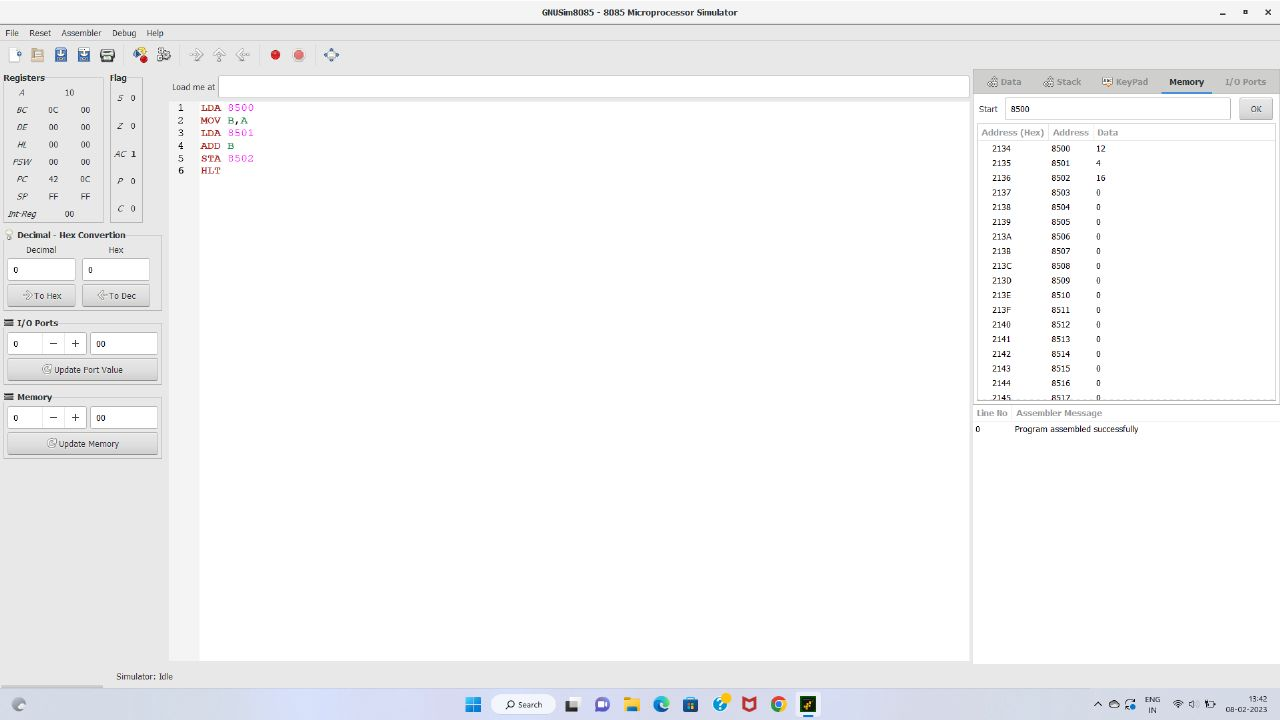 GNUSim8085 - 8085 Microprocessor Simulator
File Reset Assembler Debug Help
Registers
A 10
BC 0C 00
DE 00 00
HL 00 00
PSW 00 00
PC 42 0C
SP FF FF
Int-Reg 00
Flag
S 0
Z 0
AC 1
P 0
C 0
Decimal - Hex Convertion
Decimal Hex
0 0
To Hex To Dec
I/O Ports
0 − + 00
Update Port Value
Memory
0 − + 00
Update Memory
Load me at
1 LDA 8500
2 MOV B,A
3 LDA 8501
4 ADD B
5 STA 8502
6 HLT
Data Stack KeyPad Memory I/O Ports
Start 8500 OK
Address (Hex) Address Data
2134 8500 12
2135 8501 4
2136 8502 16
2137 8503 0
2138 8504 0
2139 8505 0
213A 8506 0
213B 8507 0
213C 8508 0
213D 8509 0
213E 8510 0
213F 8511 0
2140 8512 0
2141 8513 0
2142 8514 0
2143 8515 0
2144 8516 0
2145 8517 0
Line No Assembler Message
0 Program assembled successfully
Simulator: Idle
Search
ENG
IN
13:42
08-02-2023